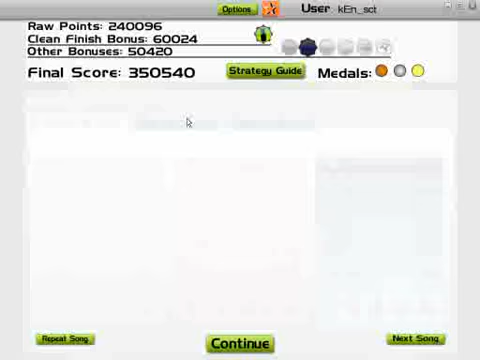 Options
User kEn_sct
Raw Points: 240096
Clean Finish Bonus: 60024
Other Bonuses: 50420
Final Score: 350540
Strategy Guide
Medals:
Repeat Song
Continue
Next Song